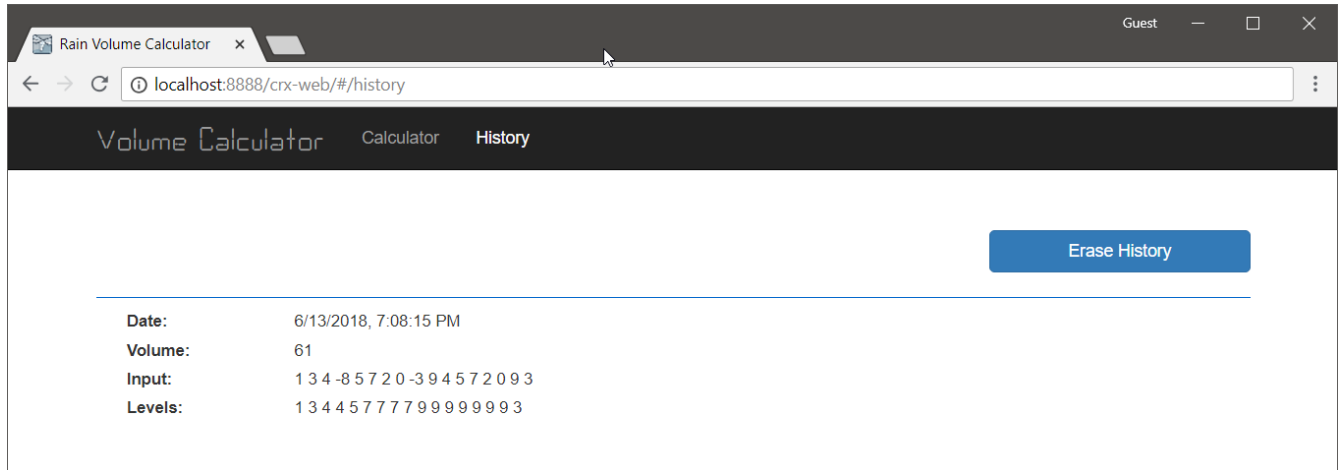 Guest
Rain Volume Calculator
localhost:8888/crx-web/#/history
Volume Calculator Calculator History
Erase History
Date: 6/13/2018, 7:08:15 PM
Volume: 61
Input: 1 3 4 -8 5 7 2 0 -3 9 4 5 7 2 0 9 3
Levels: 1 3 4 4 5 7 7 7 7 9 9 9 9 9 9 9 3